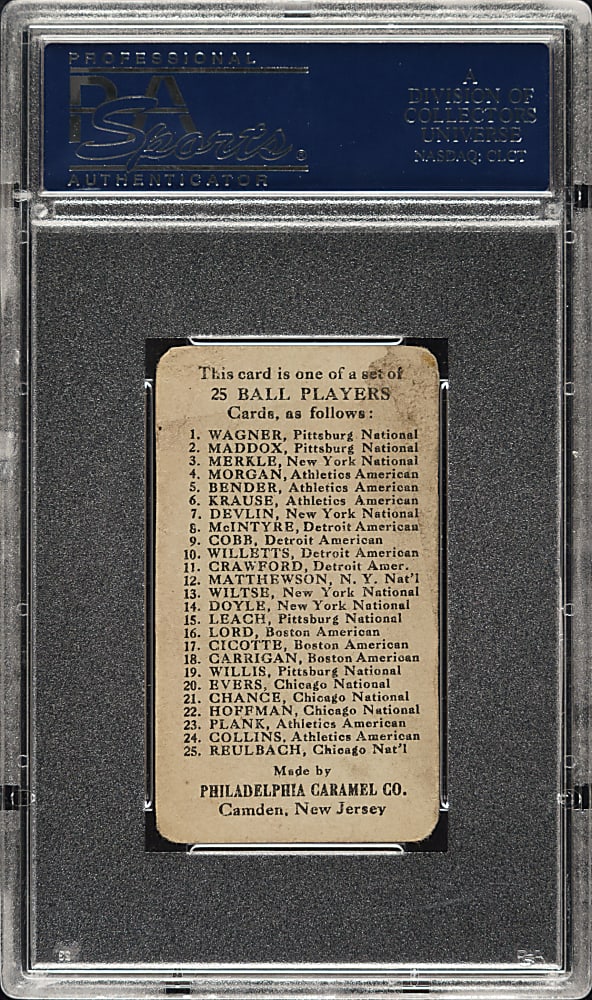 PROFESSIONAL
PSA
Sports®
AUTHENTICATOR
A
DIVISION OF
COLLECTORS
UNIVERSE
NASDAQ: CLCT
This card is one of a set of
25 BALL PLAYERS
Cards, as follows:
1. WAGNER, Pittsburg National
2. MADDOX, Pittsburg National
3. MERKLE, New York National
4. MORGAN, Athletics American
5. BENDER, Athletics American
6. KRAUSE, Athletics American
7. DEVLIN, New York National
8. McINTYRE, Detroit American
9. COBB, Detroit American
10. WILLETTS, Detroit American
11. CRAWFORD, Detroit Amer.
12. MATTHEWSON, N. Y. Nat'l
13. WILTSE, New York National
14. DOYLE, New York National
15. LEACH, Pittsburg National
16. LORD, Boston American
17. CICOTTE, Boston American
18. CARRIGAN, Boston American
19. WILLIS, Pittsburg National
20. EVERS, Chicago National
21. CHANCE, Chicago National
22. HOFFMAN, Chicago National
23. PLANK, Athletics American
24. COLLINS, Athletics American
25. REULBACH, Chicago Nat'l
Made by
PHILADELPHIA CARAMEL CO.
Camden, New Jersey